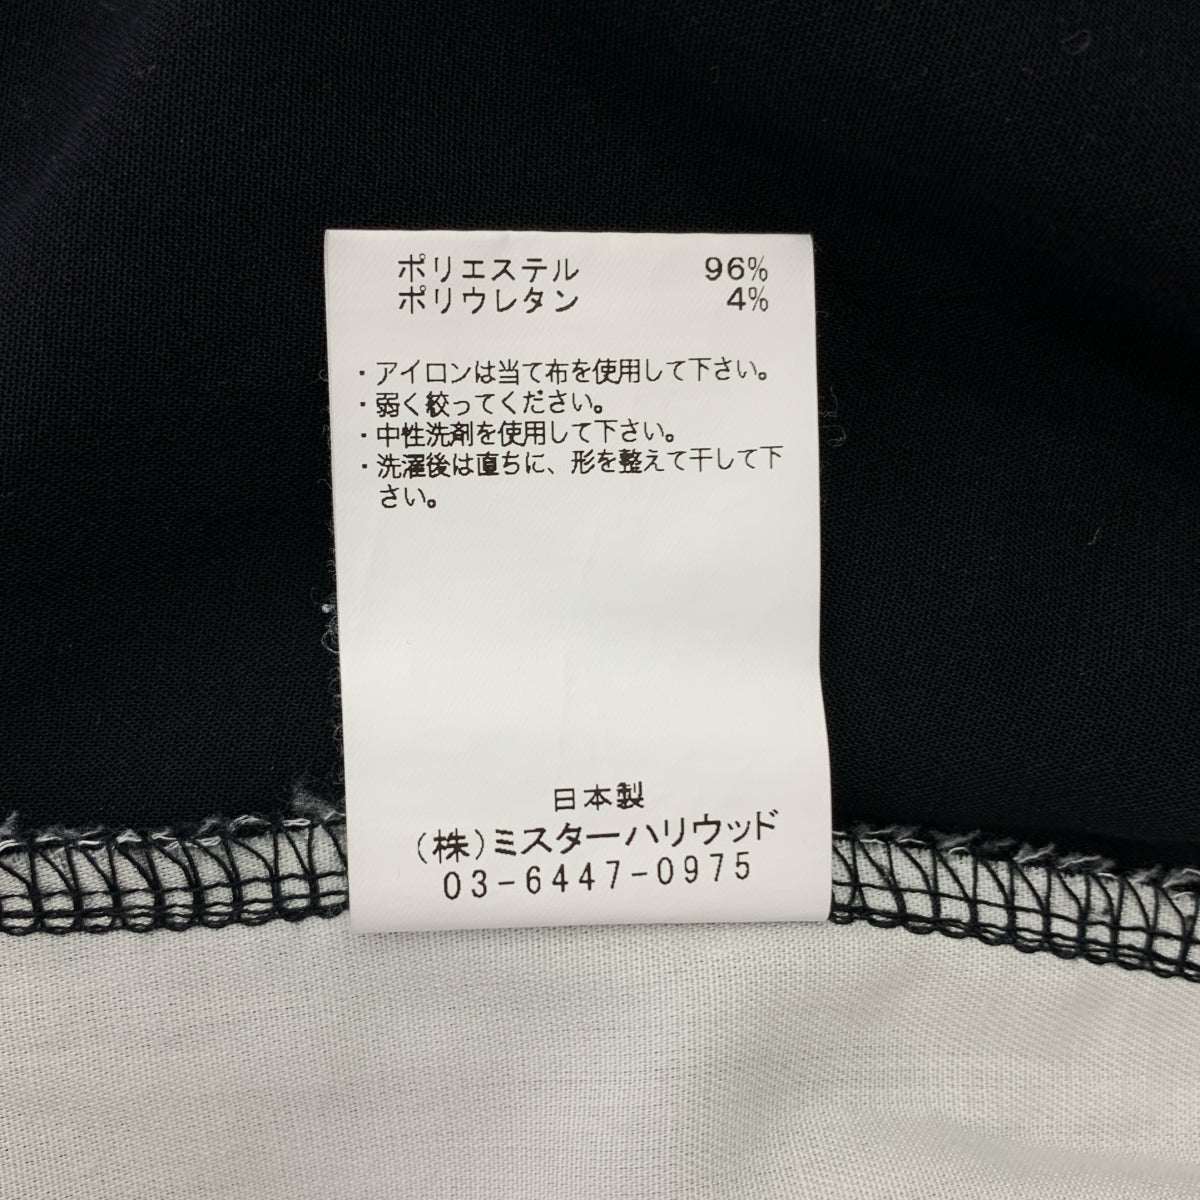 ポリエステル 96%
ポリウレタン 4%
・アイロンは当て布を使用して下さい。
・弱く絞ってください。
・中性洗剤を使用して下さい。
・洗濯後は直ちに、形を整えて干して下
さい。
日本製
(株)ミスターハリウッド
03-6447-0975